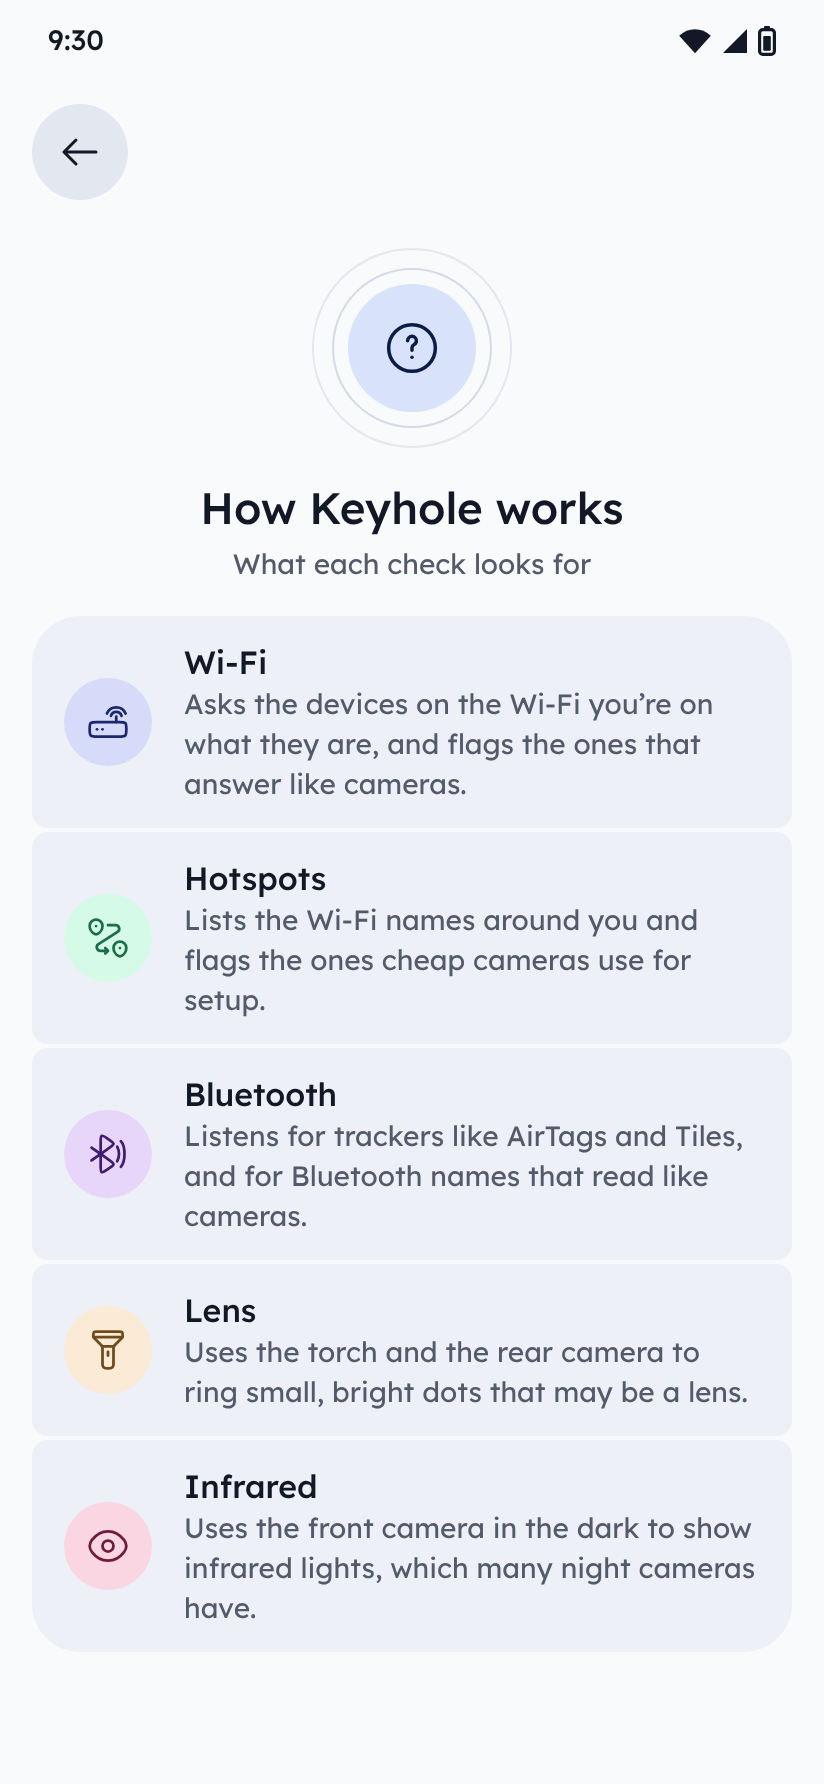 9:30
How Keyhole works
What each check looks for
Wi-Fi
Asks the devices on the Wi-Fi you’re on
what they are, and flags the ones that
answer like cameras.
Hotspots
Lists the Wi-Fi names around you and
flags the ones cheap cameras use for
setup.
Bluetooth
Listens for trackers like AirTags and Tiles,
and for Bluetooth names that read like
cameras.
Lens
Uses the torch and the rear camera to
ring small, bright dots that may be a lens.
Infrared
Uses the front camera in the dark to show
infrared lights, which many night cameras
have.